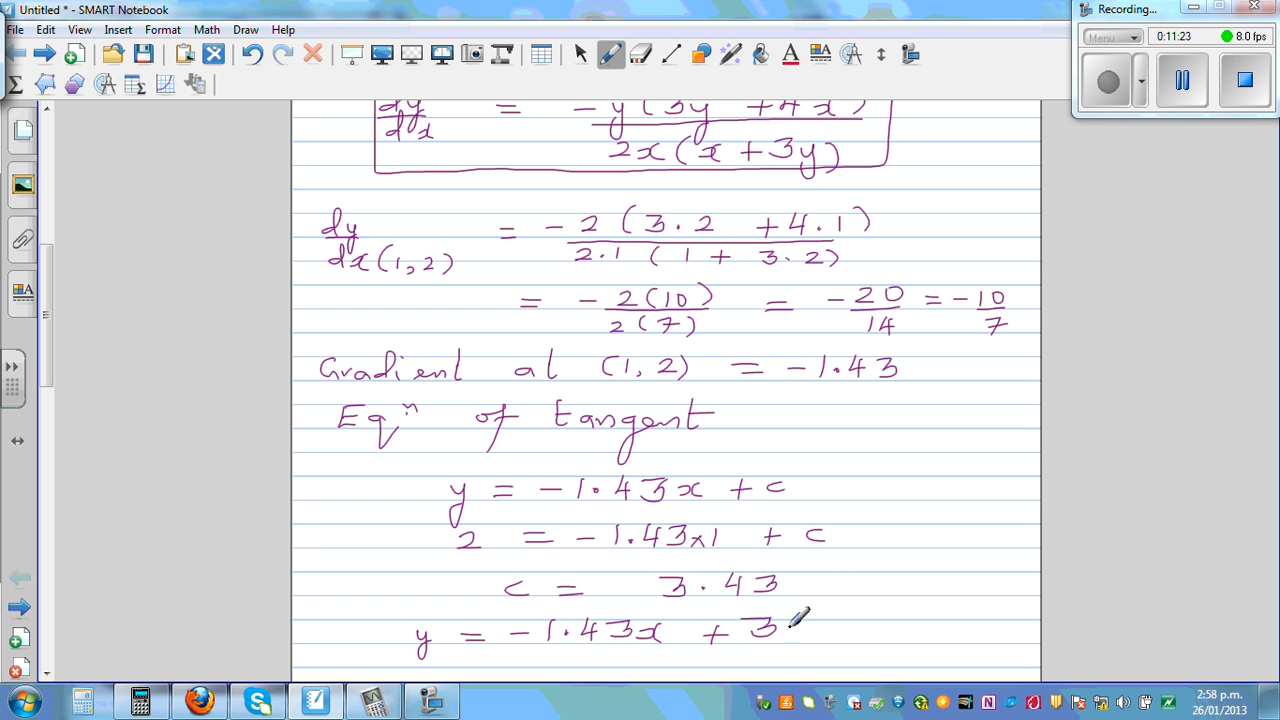 Untitled * - SMART Notebook
Recording...
File Edit View Insert Format Math Draw Help
Menu 0:11:23 8.0 fps
dy/dx = -y(3y + 4x) / 2x(x + 3y)
dy/dx(1,2) = -2(3.2 + 4.1) / 2.1(1 + 3.2)
= -2(10) / 2(7) = -20/14 = -10/7
Gradient at (1,2) = -1.43
Eqⁿ of tangent
y = -1.43x + c
2 = -1.43×1 + c
c = 3.43
y = -1.43x + 3
2:58 p.m.
26/01/2013